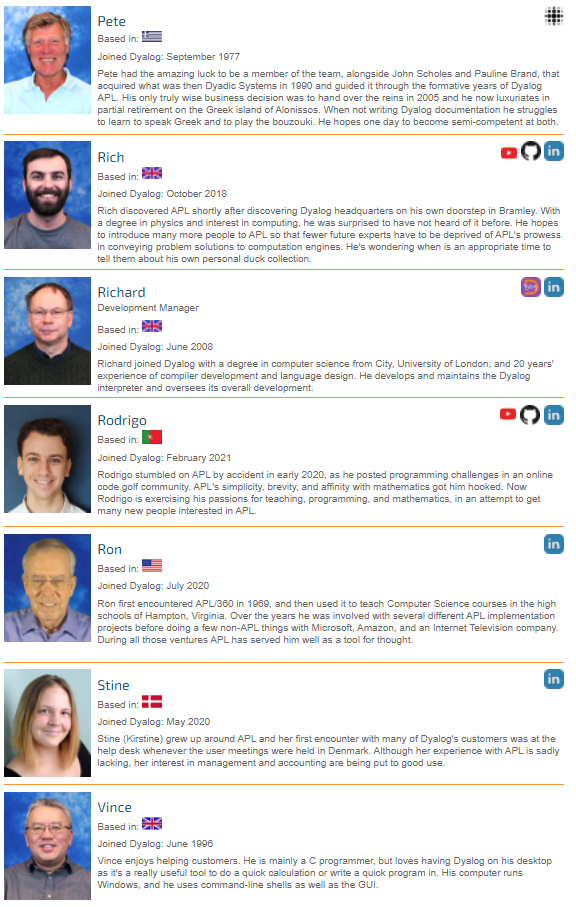 Pete
Based in:
Joined Dyalog: September 1977
Pete had the amazing luck to be a member of the team, alongside John Scholes and Pauline Brand, that
acquired what was then Dyadic Systems in 1990 and guided it through the formative years of Dyalog
APL. His only truly wise business decision was to hand over the reins in 2005 and he now luxuriates in
partial retirement on the Greek island of Alonissos. When not writing Dyalog documentation he struggles
to learn to speak Greek and to play the bouzouki. He hopes one day to become semi-competent at both.
Rich
in
Based in:
Joined Dyalog: October 2018
Rich discovered APL shortly after discovering Dyalog headquarters on his own doorstep in Bramley. With
a degree in physics and interest in computing, he was surprised to have not heard of it before. He hopes
to introduce many more people to APL so that fewer future experts have to be deprived of APL's prowess
in conveying problem solutions to computation engines. He's wondering when is an appropriate time to
tell them about his own personal duck collection.
Richard
in
Development Manager
Based in:
Joined Dyalog: June 2008
Richard joined Dyalog with a degree in computer science from City, University of London, and 20 years'
experience of compiler development and language design. He develops and maintains the Dyalog
interpreter and oversees its overall development.
Rodrigo
in
Based in:
Joined Dyalog: February 2021
Rodrigo stumbled on APL by accident in early 2020, as he posted programming challenges in an online
code golf community. APL's simplicity, brevity, and affinity with mathematics got him hooked. Now
Rodrigo is exercising his passions for teaching, programming, and mathematics, in an attempt to get
many new people interested in APL.
Ron
in
Based in:
Joined Dyalog: July 2020
Ron first encountered APL/360 in 1969, and then used it to teach Computer Science courses in the high
schools of Hampton, Virginia. Over the years he was involved with several different APL implementation
projects before doing a few non-APL things with Microsoft, Amazon, and an Internet Television company.
During all those ventures APL has served him well as a tool for thought.
Stine
in
Based in:
Joined Dyalog: May 2020
Stine (Kirstine) grew up around APL and her first encounter with many of Dyalog's customers was at the
help desk whenever the user meetings were held in Denmark. Although her experience with APL is sadly
lacking, her interest in management and accounting are being put to good use.
Vince
Based in:
Joined Dyalog: June 1996
Vince enjoys helping customers. He is mainly a C programmer, but loves having Dyalog on his desktop
as it's a really useful tool to do a quick calculation or write a quick program in. His computer runs
Windows, and he uses command-line shells as well as the GUI.